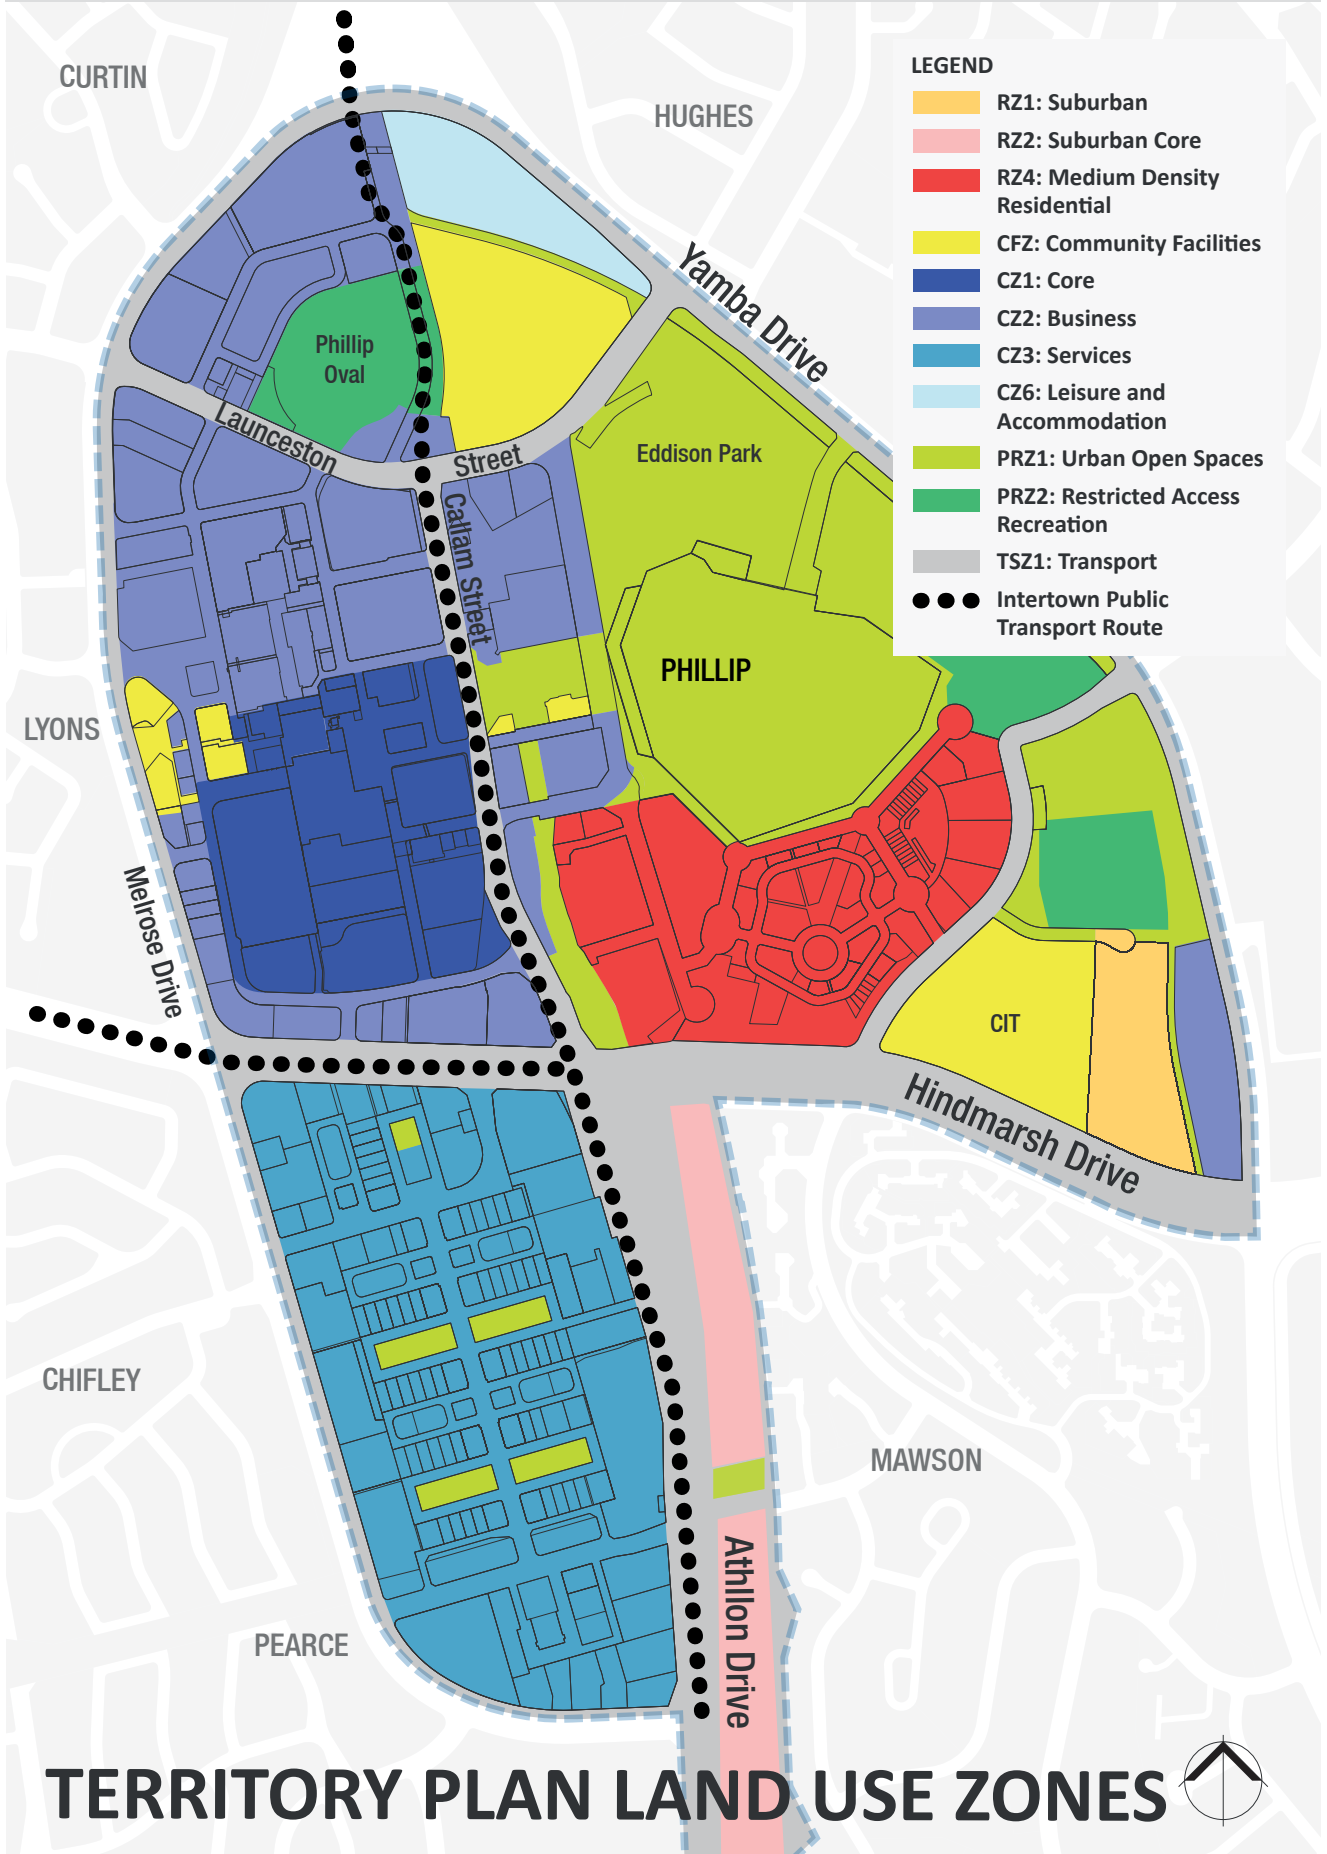 CURTIN
HUGHES
LEGEND
RZ1: Suburban
RZ2: Suburban Core
RZ4: Medium Density
Residential
CFZ: Community Facilities
CZ1: Core
CZ2: Business
CZ3: Services
CZ6: Leisure and
Accommodation
PRZ1: Urban Open Spaces
PRZ2: Restricted Access
Recreation
TSZ1: Transport
Intertown Public
Transport Route
Yamba Drive
Phillip
Oval
Launceston
Street
Eddison Park
Callam Street
PHILLIP
LYONS
Melrose Drive
CIT
Hindmarsh Drive
CHIFLEY
MAWSON
Athllon Drive
PEARCE
TERRITORY PLAN LAND USE ZONES